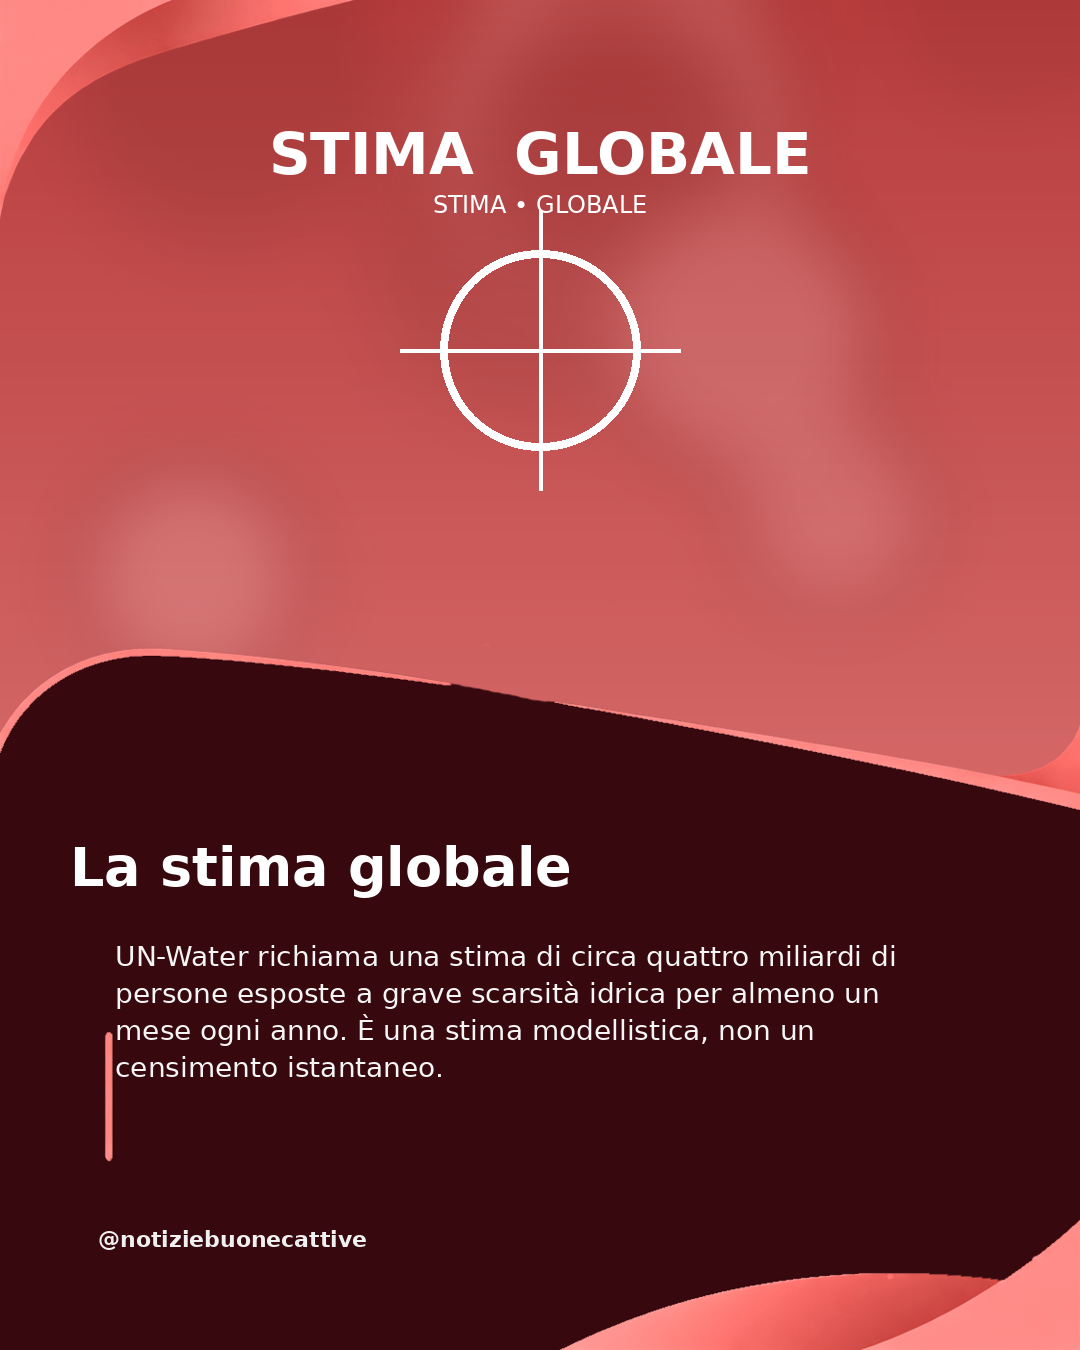 STIMA GLOBALE
STIMA • GLOBALE
La stima globale
UN-Water richiama una stima di circa quattro miliardi di
persone esposte a grave scarsità idrica per almeno un
mese ogni anno. È una stima modellistica, non un
censimento istantaneo.
@notiziebuonecattive